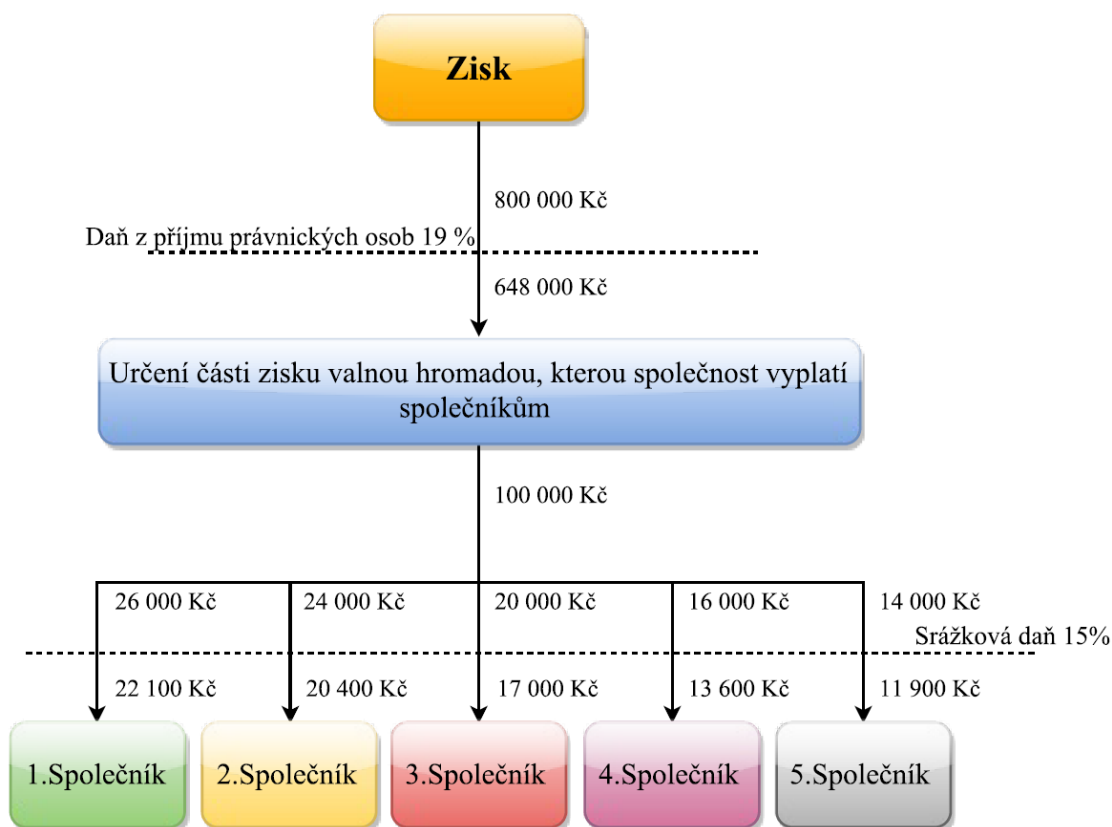 Zisk
800 000 Kč
Daň z příjmu právnických osob 19 %
648 000 Kč
Určení části zisku valnou hromadou, kterou společnost vyplatí
společníkům
100 000 Kč
26 000 Kč
24 000 Kč
20 000 Kč
16 000 Kč
14 000 Kč
Srážková daň 15%
22 100 Kč
20 400 Kč
17 000 Kč
13 600 Kč
11 900 Kč
1.Společník
2.Společník
3.Společník
4.Společník
5.Společník